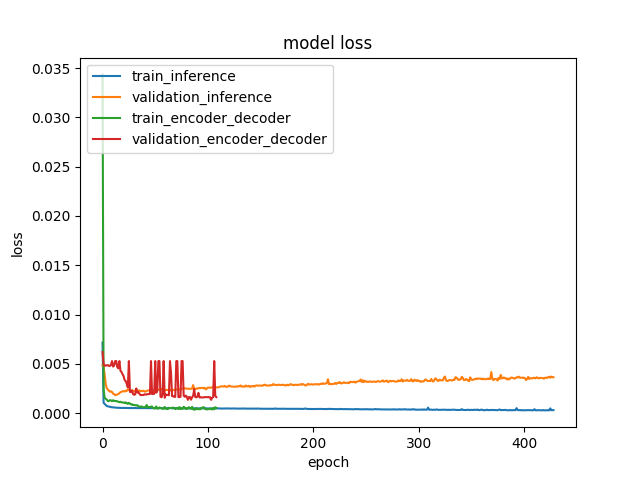 model loss
train_inference
validation_inference
train_encoder_decoder
validation_encoder_decoder
0.035
0.030
0.025
0.020
0.015
0.010
0.005
0.000
loss
0
100
200
300
400
epoch